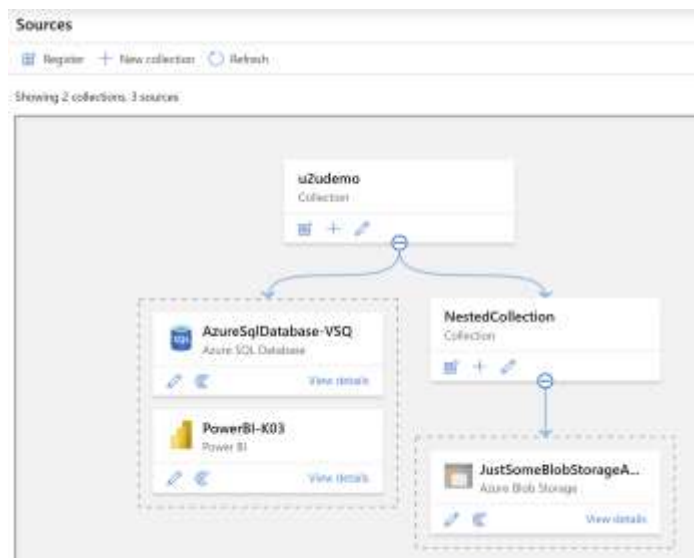 Sources
Register New collection Refresh
Showing 2 collections, 3 sources
u2udemo
Collection
AzureSqlDatabase-VSQ
Azure SQL Database
View details
PowerBI-K03
Power BI
View details
NestedCollection
Collection
JustSomeBlobStorageA...
Azure Blob Storage
View details